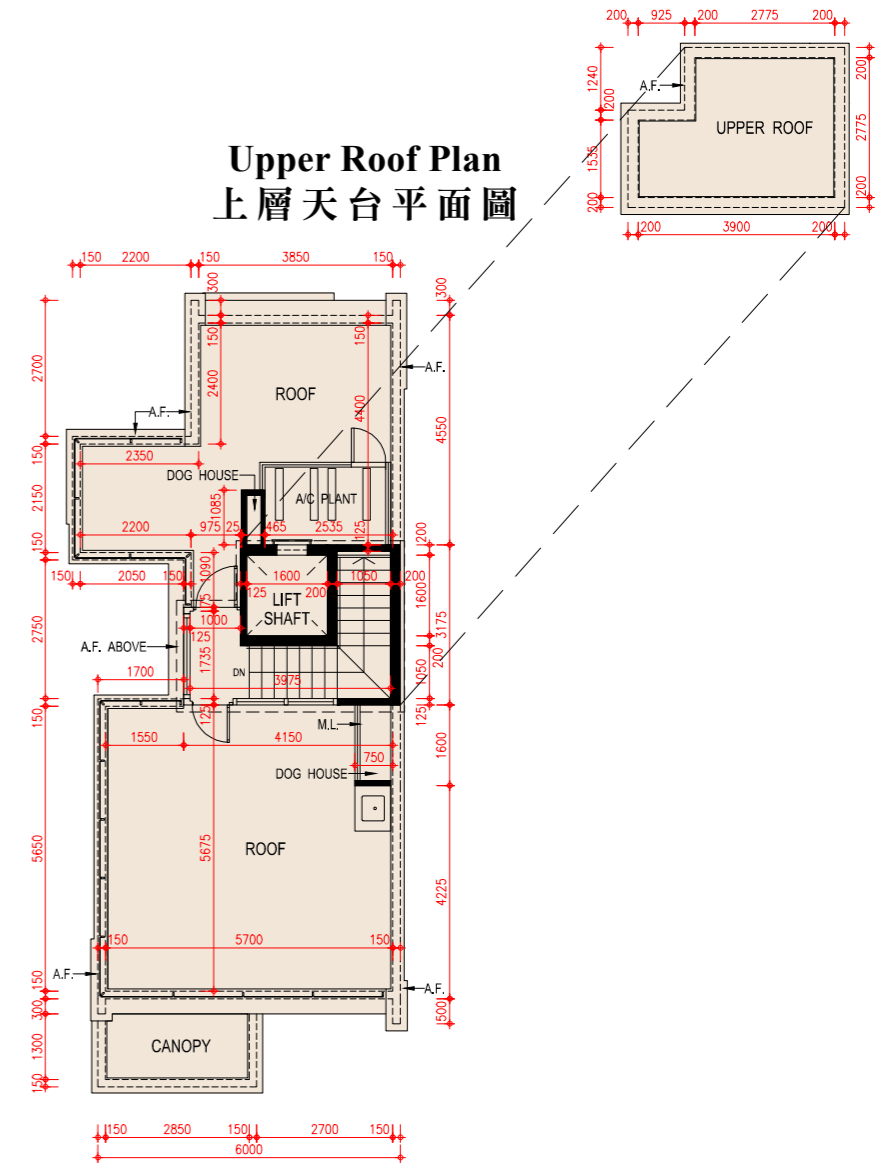 200 925 200 2775 200
1240
200
1535
200
A.F.
UPPER ROOF
200
2775
200
200 3900 200
Upper Roof Plan
上層天台平面圖
150 2200 150 3850 150
300
300
2700
150
150
2400
4400
4550
ROOF
A.F.
A.F.
150
2350
DOG HOUSE
1085
A/C PLANT
2150
2200 975 25 465 2535
125
200
150
150 2050 150
1090
1600 1050 200
125 200
LIFT
SHAFT
1600
3175
75
1000
125
2750
A.F. ABOVE
1735
DN
3975
200
1050
1700
125
125
150
M.L.
1550 4150
750
1600
DOG HOUSE
5650
5675
ROOF
4225
150 5700 150
A.F.
A.F.
150
300
500
1300
CANOPY
150
150 2850 150 2700 150
6000